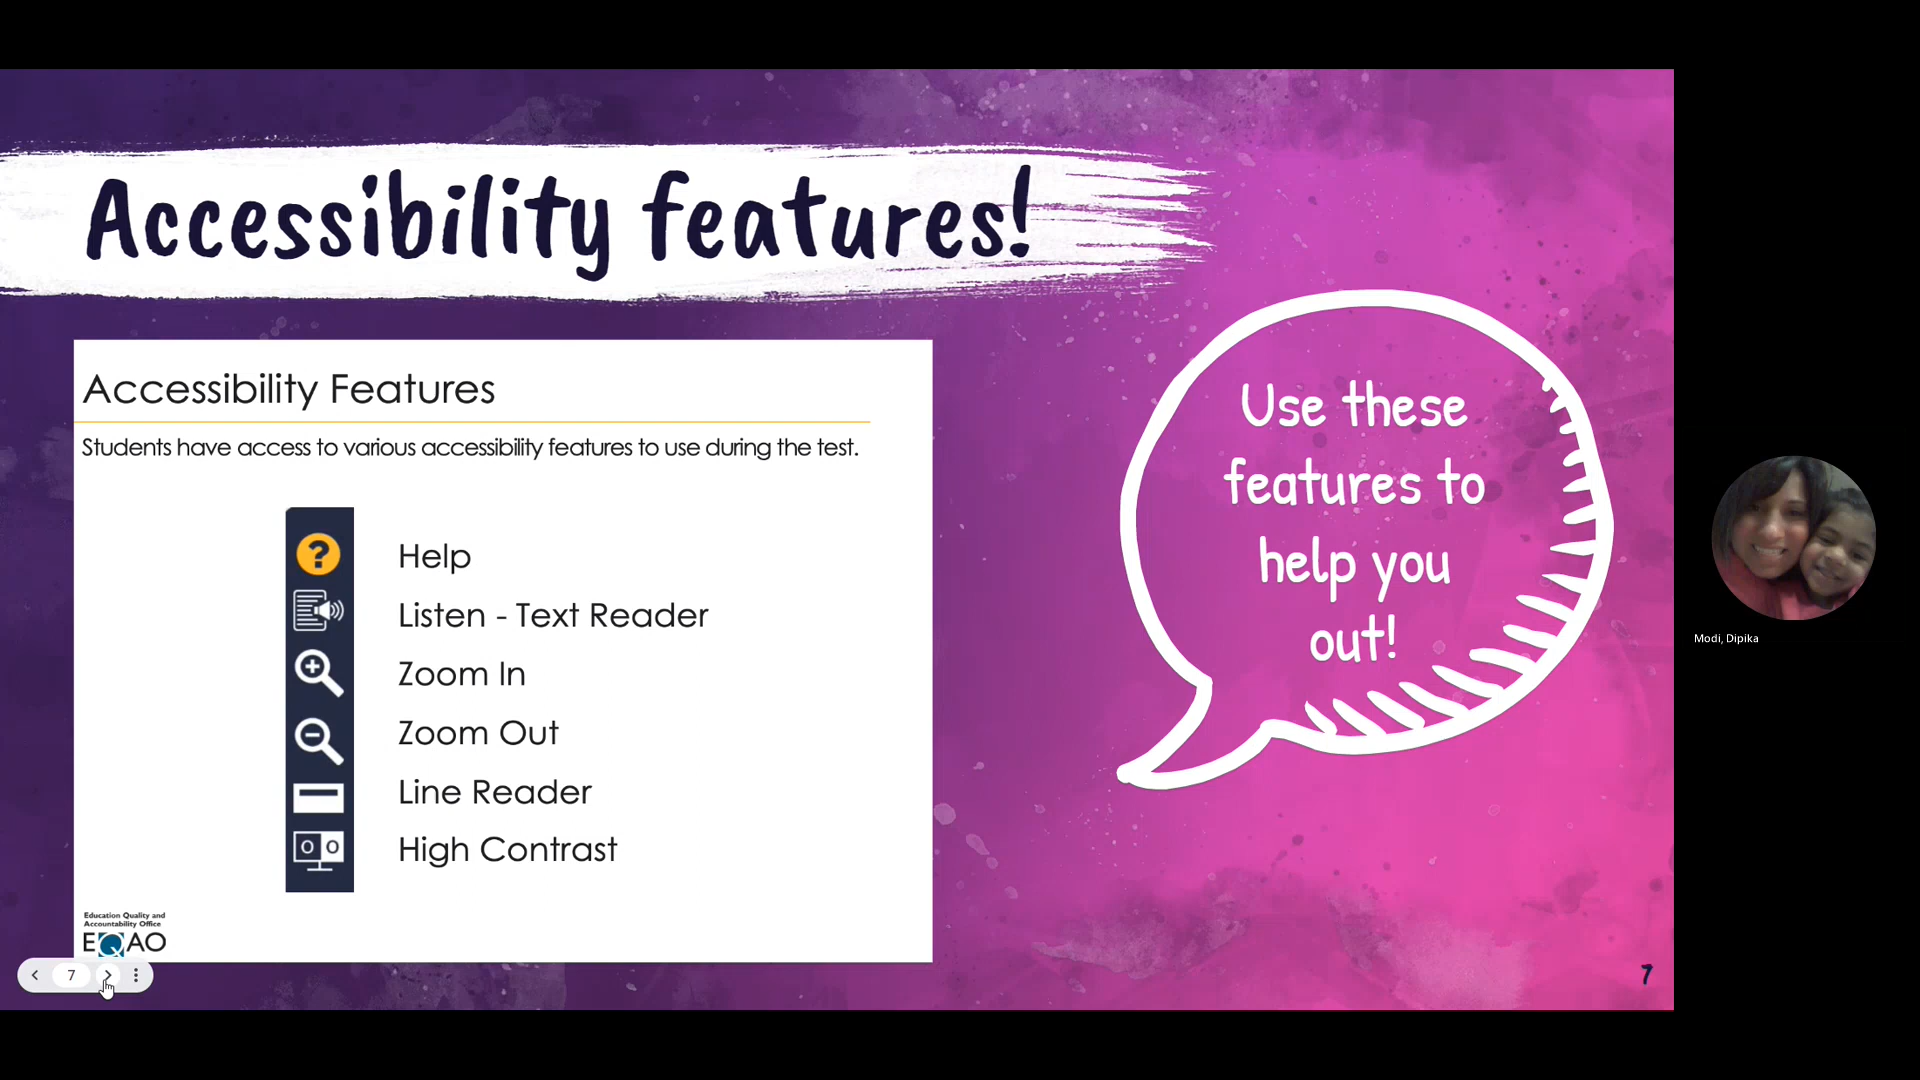 Accessibility features!
Accessibility Features
Students have access to various accessibility features to use during the test.
?
Help
Listen - Text Reader
Zoom In
Zoom Out
Line Reader
High Contrast
Education Quality and
Accountability Office
EQAO
Use these
features to
help you
out!
7
7
Modi, Dipika